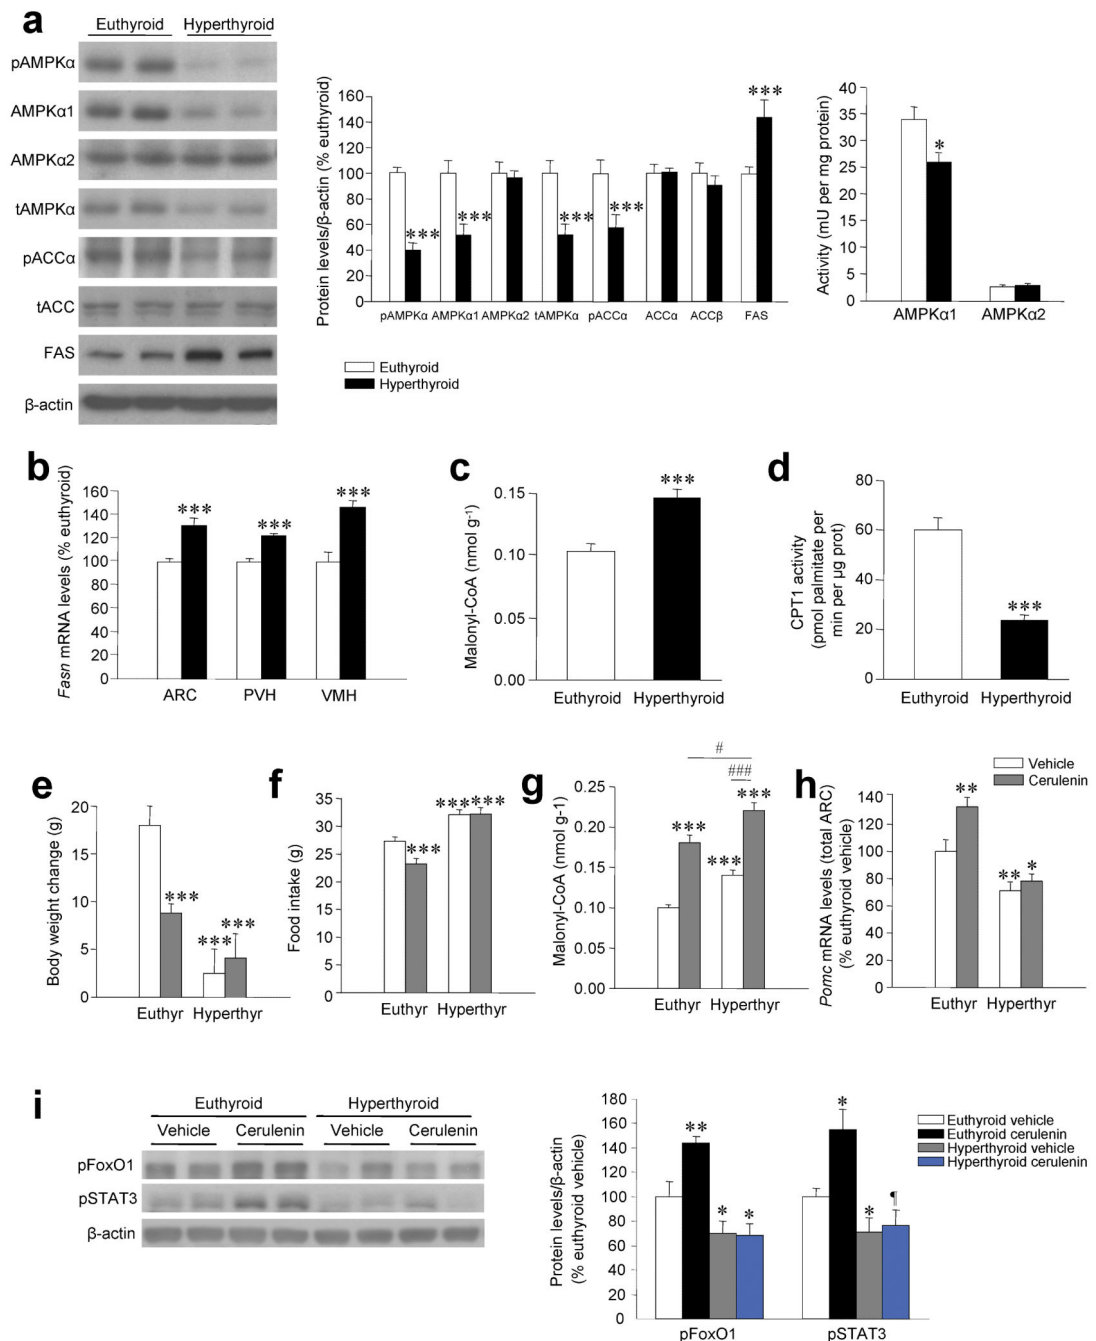 a
Euthyroid Hyperthyroid
pAMPKα
AMPKα1
AMPKα2
tAMPKα
pACCα
tACC
FAS
β-actin
Protein levels/β-actin (% euthyroid)
160
140
120
100
80
60
40
20
0
***
***
***
***
***
pAMPKα AMPKα1 AMPKα2 tAMPKα pACCα ACCα ACCβ FAS
Euthyroid
Hyperthyroid
Activity (mU per mg protein)
40
35
30
25
20
15
10
5
0
*
AMPKα1 AMPKα2
b
Fasn mRNA levels (% euthyroid)
160
140
120
100
80
60
40
20
0
***
***
***
ARC PVH VMH
c
Malonyl-CoA (nmol g-1)
0.15
0.10
0.05
0.00
***
Euthyroid Hyperthyroid
d
CPT1 activity
(pmol palmitate per
min per µg prot)
80
60
40
20
0
***
Euthyroid Hyperthyroid
e
Body weight change (g)
20
15
10
5
0
***
***
***
Euthyr Hyperthyr
f
Food intake (g)
35
30
25
20
15
10
5
0
***
*** ***
Euthyr Hyperthyr
g
Malonyl-CoA (nmol g-1)
0.25
0.20
0.15
0.10
0.05
0.00
#
###
***
***
***
Euthyr Hyperthyr
Vehicle
Cerulenin
h
Pomc mRNA levels (total ARC)
(% euthyroid vehicle)
140
120
100
80
60
40
20
0
**
** *
Euthyr Hyperthyr
i
Euthyroid Hyperthyroid
Vehicle Cerulenin Vehicle Cerulenin
pFoxO1
pSTAT3
β-actin
Protein levels/β-actin
(% euthyroid vehicle)
180
160
140
120
100
80
60
40
20
0
**
* *
*
* ¶
pFoxO1 pSTAT3
Euthyroid vehicle
Euthyroid cerulenin
Hyperthyroid vehicle
Hyperthyroid cerulenin